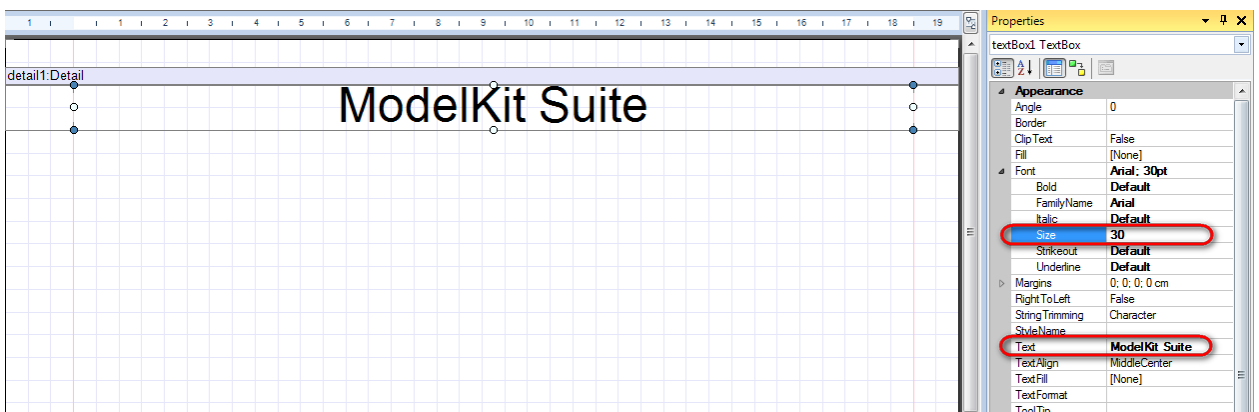 1 1 2 3 4 5 6 7 8 9 10 11 12 13 14 15 16 17 18 19
detail1:Detail
ModelKit Suite
Properties
textBox1 TextBox
Appearance
Angle 0
Border
ClipText False
Fill [None]
Font Arial; 30pt
Bold Default
FamilyName Arial
Italic Default
Size 30
Strikeout Default
Underline Default
Margins 0; 0; 0; 0 cm
RightToLeft False
StringTrimming Character
StyleName
Text ModelKit Suite
TextAlign MiddleCenter
TextFill [None]
TextFormat
ToolTip